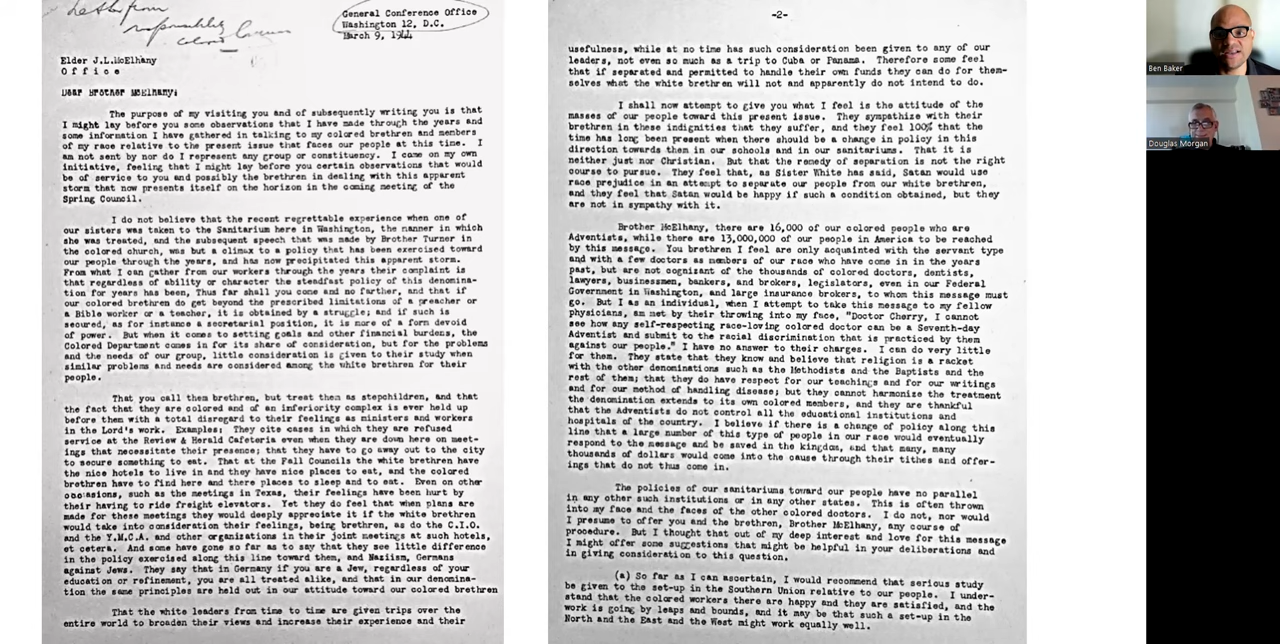 Letter from
responsible
colored
General Conference Office
Washington 12, D.C.
March 9, 1944
Elder J.L.McElhany
O f f i c e
Dear Brother McElhany:
The purpose of my visiting you and of subsequently writing you is that
I might lay before you some observations that I have made through the years and
some information I have gathered in talking to my colored brethren and members
of my race relative to the present issue that faces our people at this time. I
am not sent by nor do I represent any group or constituency. I come on my own
initiative, feeling that I might lay before you certain observations that would
be of service to you and possibly the brethren in dealing with this apparent
storm that now presents itself on the horizon in the coming meeting of the
Spring Council.
I do not believe that the recent regrettable experience when one of
our sisters was taken to the Sanitarium here in Washington, the manner in which
she was treated, and the subsequent speech that was made by Brother Turner in
the colored church, was but a climax to a policy that has been exercised toward
our people through the years, and has now precipitated this apparent storm.
From what I can gather from our workers through the years their complaint is
that regardless of ability or character the steadfast policy of this denomina-
tion for years has been, Thus far shall you come and no farther, and that if
our colored brethren do get beyond the prescribed limitations of a preacher or
a Bible worker or a teacher, it is obtained by a struggle; and if such is
secured, as for instance a secretarial position, it is more of a form devoid
of power. But when it comes to setting goals and other financial burdens, the
Colored Department comes in for its share of consideration, but for the problems
and the needs of our group, little consideration is given to their study when
similar problems and needs are considered among the white brethren for their
people.
That you call them brethren, but treat them as stepchildren, and that
the fact that they are colored and of an inferiority complex is ever held up
before them with a total disregard to their feelings as ministers and workers
in the Lord's work. Examples: They cite cases in which they are refused
service at the Review & Herald Cafeteria even when they are down here on meet-
ings that necessitate their presence; that they have to go away out to the city
to secure something to eat. That at the Fall Councils the white brethren have
the nice hotels to live in and they have nice places to eat, and the colored
brethren have to find here and there places to sleep and to eat. Even on other
occasions, such as the meetings in Texas, their feelings have been hurt by
their having to ride freight elevators. Yet they do feel that when plans are
made for these meetings they would deeply appreciate it if the white brethren
would take into consideration their feelings, being brethren, as do the C.I.O.
and the Y.M.C.A. and other organizations in their joint meetings at such hotels,
et cetera. And some have gone so far as to say that they see little difference
in the policy exercised along this line toward them, and Naziism, Germans
against Jews. They say that in Germany if you are a Jew, regardless of your
education or refinement, you are all treated alike, and that in our denomina-
tion the same principles are held out in our attitude toward our colored brethren
That the white leaders from time to time are given trips over the
entire world to broaden their views and increase their experience and their
-2-
usefulness, while at no time has such consideration been given to any of our
leaders, not even so much as a trip to Cuba or Panama. Therefore some feel
that if separated and permitted to handle their own funds they can do for them-
selves what the white brethren will not and apparently do not intend to do.
I shall now attempt to give you what I feel is the attitude of the
masses of our people toward this present issue. They sympathize with their
brethren in these indignities that they suffer, and they feel 100% that the
time has long been present when there should be a change in policy in this
direction towards them in our schools and in our sanitariums. That it is
neither just nor Christian. But that the remedy of separation is not the right
course to pursue. They feel that, as Sister White has said, Satan would use
race prejudice in an attempt to separate our people from our white brethren,
and they feel that Satan would be happy if such a condition obtained, but they
are not in sympathy with it.
Brother McElhany, there are 16,000 of our colored people who are
Adventists, while there are 13,000,000 of our people in America to be reached
by this message. You brethren I feel are only acquainted with the servant type
and with a few doctors as members of our race who have come in in the years
past, but are not cognizant of the thousands of colored doctors, dentists,
lawyers, businessmen, bankers, and brokers, legislators, even in our Federal
Government in Washington, and large insurance brokers, to whom this message must
go. But I as an individual, when I attempt to take this message to my fellow
physicians, am met by their throwing into my face, "Doctor Cherry, I cannot
see how any self-respecting race-loving colored doctor can be a Seventh-day
Adventist and submit to the racial discrimination that is practiced by them
against our people." I have no answer to their charges. I can do very little
for them. They state that they know and believe that religion is a racket
with the other denominations such as the Methodists and the Baptists and the
rest of them; that they do have respect for our teachings and for our writings
and for our method of handling disease; but they cannot harmonize the treatment
the denomination extends to its own colored members, and they are thankful
that the Adventists do not control all the educational institutions and
hospitals of the country. I believe if there is a change of policy along this
line that a large number of this type of people in our race would eventually
respond to the message and be saved in the kingdom, and that many, many
thousands of dollars would come into the cause through their tithes and offer-
ings that do not thus come in.
The policies of our sanitariums toward our people have no parallel
in any other such institutions or in any other states. This is often thrown
into my face and the faces of the other colored doctors. I do not, nor would
I presume to offer you and the brethren, Brother McElhany, any course of
procedure. But I thought that out of my deep interest and love for this message
I might offer some suggestions that might be helpful in your deliberations and
in giving consideration to this question.
(a) So far as I can ascertain, I would recommend that serious study
be given to the set-up in the Southern Union relative to our people. I under-
stand that the colored workers there are happy and they are satisfied, and the
work is going by leaps and bounds, and it may be that such a set-up in the
North and the East and the West might work equally well.
Ben Baker
Douglas Morgan